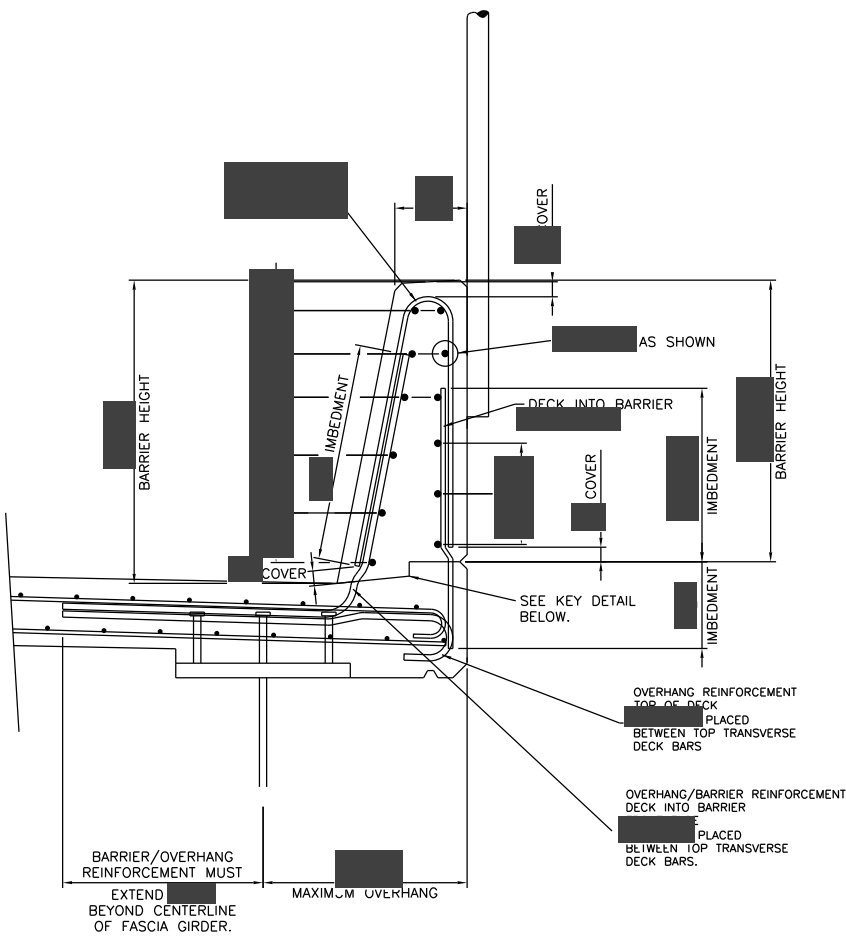 COVER
AS SHOWN
DECK INTO BARRIER
BARRIER HEIGHT
IMBEDMENT
COVER
IMBEDMENT
BARRIER HEIGHT
COVER
SEE KEY DETAIL
BELOW.
IMBEDMENT
OVERHANG REINFORCEMENT
TOP OF DECK
PLACED
BETWEEN TOP TRANSVERSE
DECK BARS
OVERHANG/BARRIER REINFORCEMENT
DECK INTO BARRIER
PLACED
BETWEEN TOP TRANSVERSE
DECK BARS.
BARRIER/OVERHANG
REINFORCEMENT MUST
EXTEND
BEYOND CENTERLINE
OF FASCIA GIRDER.
MAXIMUM OVERHANG